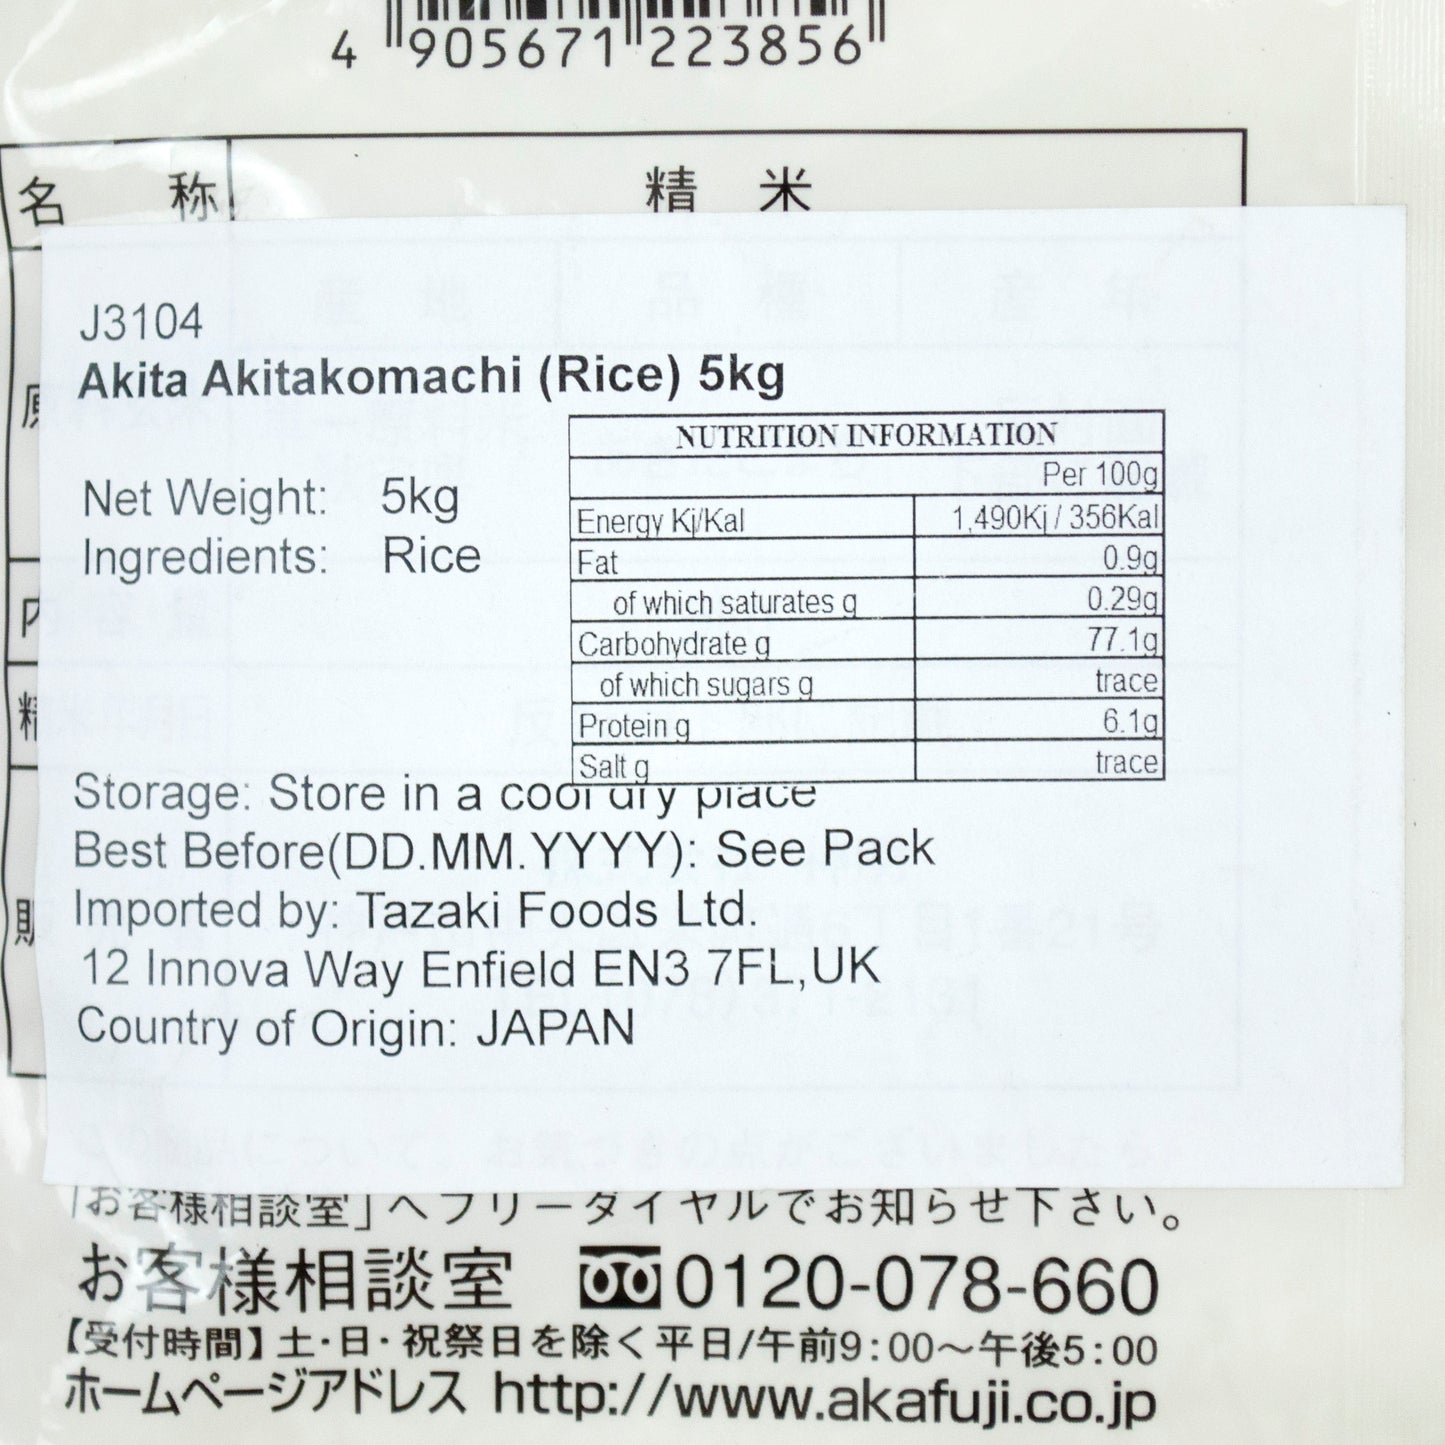 4 905671 223856
名 称 精 米
J3104
Akita Akitakomachi (Rice) 5kg
NUTRITION INFORMATION
Per 100g
Net Weight: 5kg
Energy Kj/Kal 1,490Kj / 356Kal
Ingredients: Rice
Fat 0.9g
of which saturates g 0.29g
Carbohydrate g 77.1g
of which sugars g trace
Protein g 6.1g
Salt g trace
Storage: Store in a cool dry place
Best Before(DD.MM.YYYY): See Pack
Imported by: Tazaki Foods Ltd.
12 Innova Way Enfield EN3 7FL,UK
Country of Origin: JAPAN
「お客様相談室」へフリーダイヤルでお知らせ下さい。
お客様相談室 0120-078-660
【受付時間】土・日・祝祭日を除く平日/午前9:00〜午後5:00
ホームページアドレス http://www.akafuji.co.jp